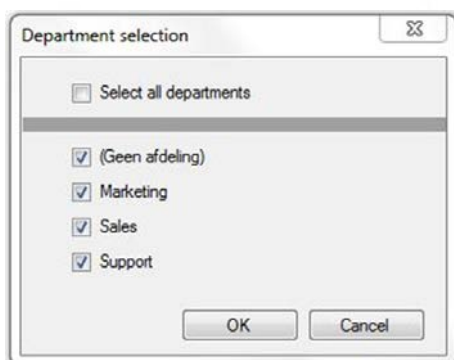 Department selection
Select all departments
(Geen afdeling)
Marketing
Sales
Support
OK
Cancel